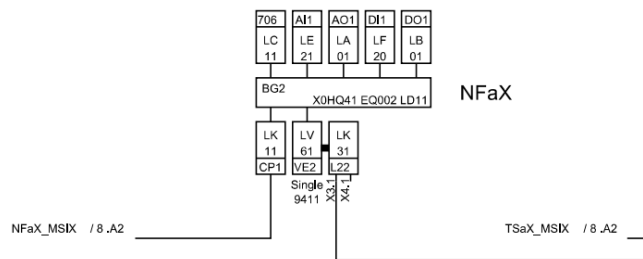 706 AI1 AO1 DI1 DO1
LC LE LA LF LB
11 21 01 20 01
BG2
X0HQ41 EQ002 LD11
NFaX
LK LV LK
11 61 31
CP1 VE2 L22
Single
9411
X3.1
X4.1
NFaX_MSIX / 8 .A2
TSaX_MSIX / 8 .A2